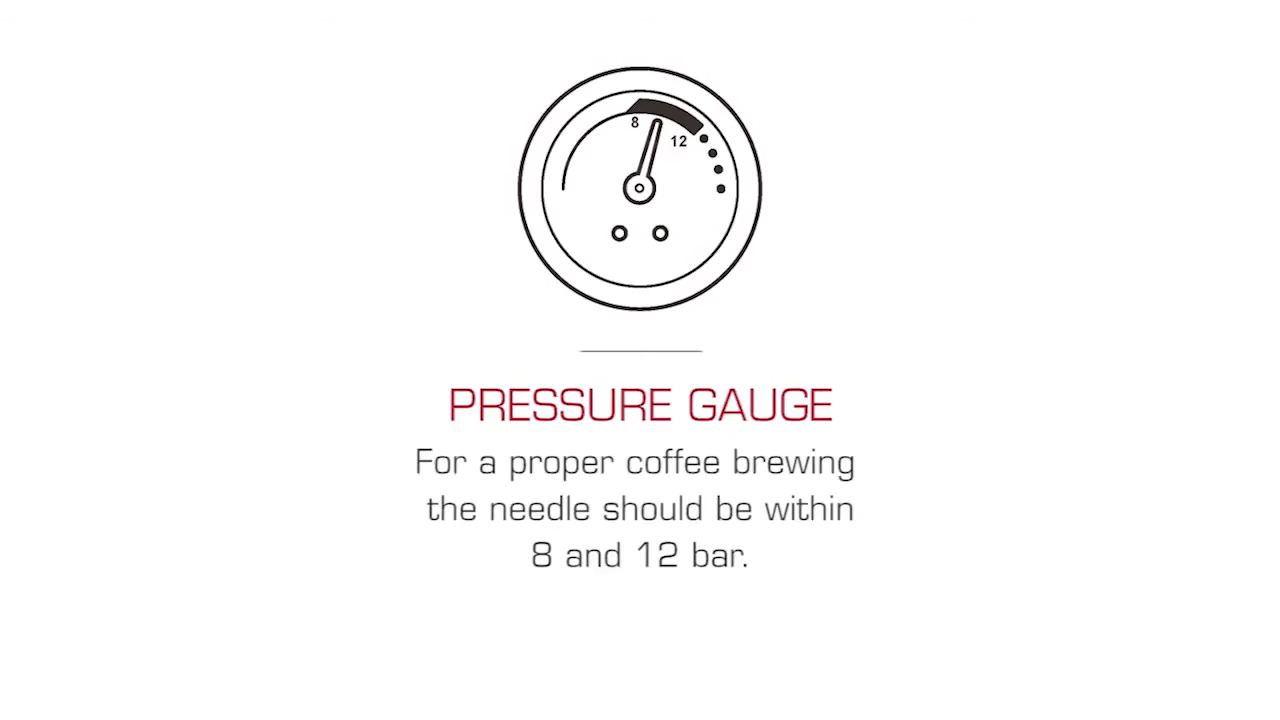 8
12
PRESSURE GAUGE
For a proper coffee brewing
the needle should be within
8 and 12 bar.